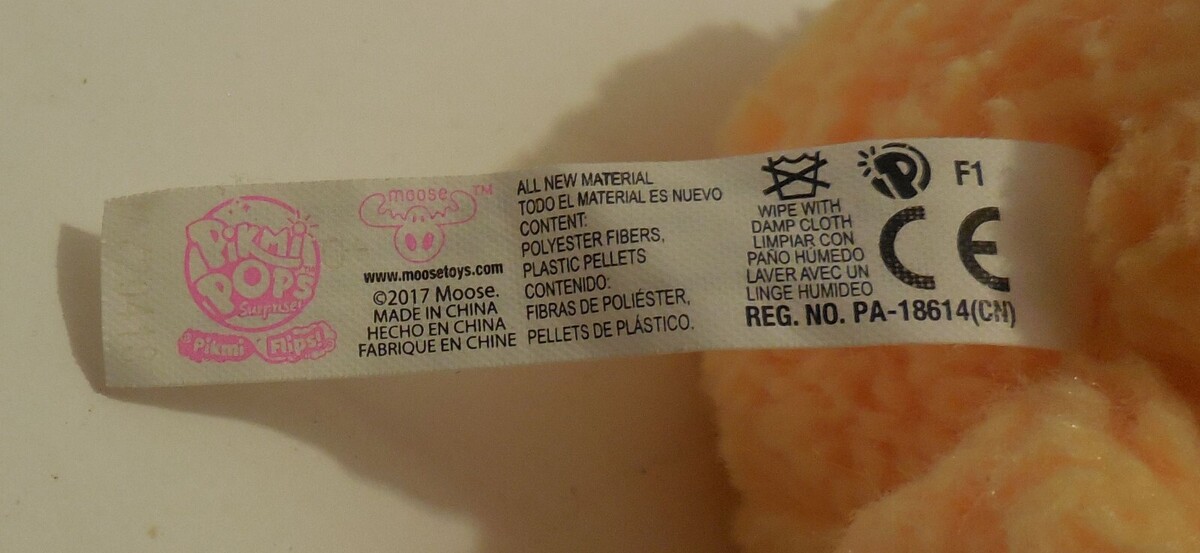 PiKMi
POPS
Surprise!
Pikmi Flips!
moose TM
www.moosetoys.com
©2017 Moose.
MADE IN CHINA
HECHO EN CHINA
FABRIQUE EN CHINE
ALL NEW MATERIAL
TODO EL MATERIAL ES NUEVO
CONTENT:
POLYESTER FIBERS,
PLASTIC PELLETS
CONTENIDO:
FIBRAS DE POLIÉSTER,
PELLETS DE PLÁSTICO.
WIPE WITH
DAMP CLOTH
LIMPIAR CON
PAÑO HÚMEDO
LAVER AVEC UN
LINGE HUMIDEO
REG. NO. PA-18614(CN)
P F1
CE